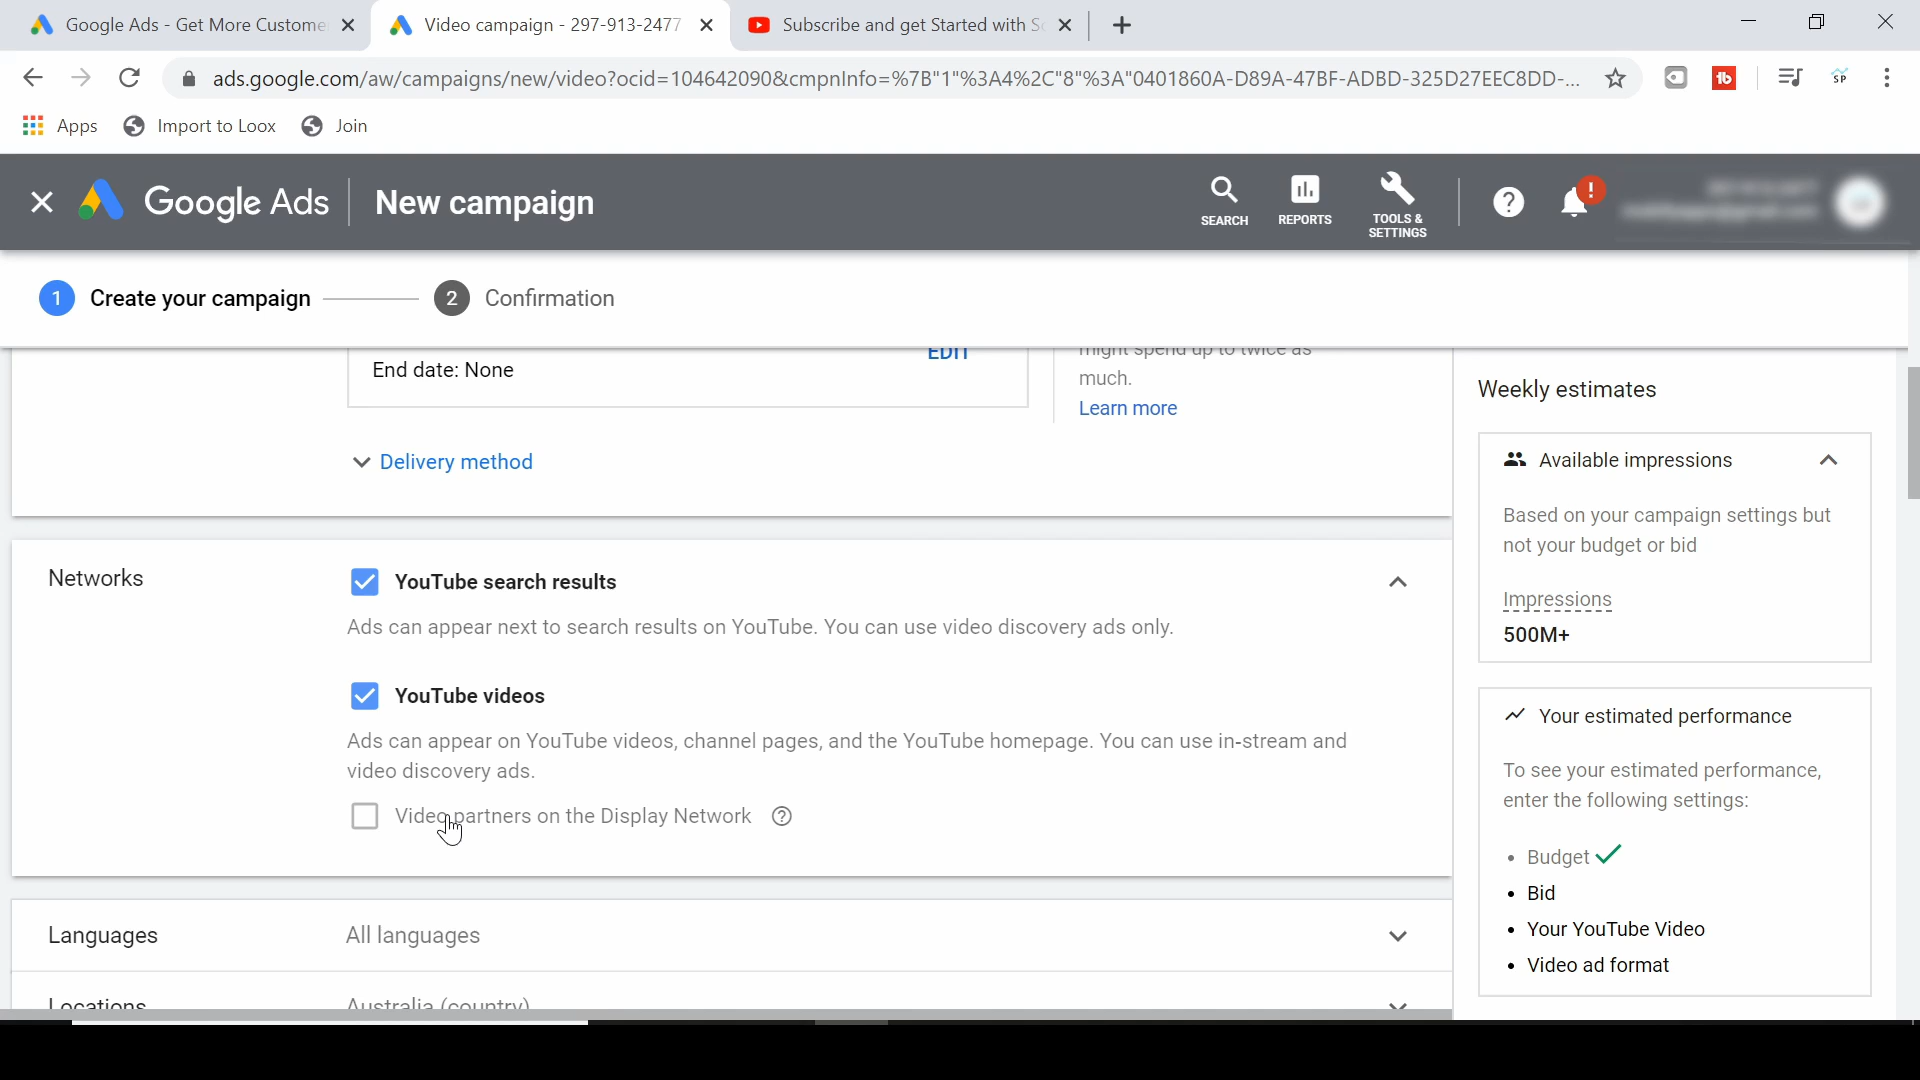 Google Ads - Get More Custome
Video campaign - 297-913-2477
Subscribe and get Started with S
ads.google.com/aw/campaigns/new/video?ocid=104642090&cmpnInfo=%7B"1"%3A4%2C"8"%3A"0401860A-D89A-47BF-ADBD-325D27EEC8DD-...
SP
Apps
Import to Loox
Join
Google Ads
New campaign
SEARCH
REPORTS
TOOLS &
SETTINGS
1
Create your campaign
2
Confirmation
EDIT
End date: None
might spend up to twice as
much.
Learn more
Delivery method
Networks
YouTube search results
Ads can appear next to search results on YouTube. You can use video discovery ads only.
YouTube videos
Ads can appear on YouTube videos, channel pages, and the YouTube homepage. You can use in-stream and
video discovery ads.
Video partners on the Display Network
Languages
All languages
Locations
Australia (country)
Weekly estimates
Available impressions
Based on your campaign settings but
not your budget or bid
Impressions
500M+
Your estimated performance
To see your estimated performance,
enter the following settings:
• Budget
• Bid
• Your YouTube Video
• Video ad format